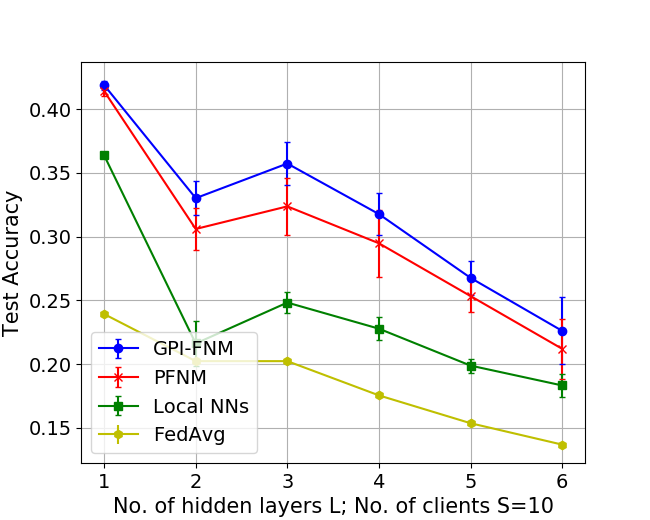 0.40
0.35
0.30
0.25
0.20
0.15
Test Accuracy
GPI-FNM
PFNM
Local NNs
FedAvg
1 2 3 4 5 6
No. of hidden layers L; No. of clients S=10